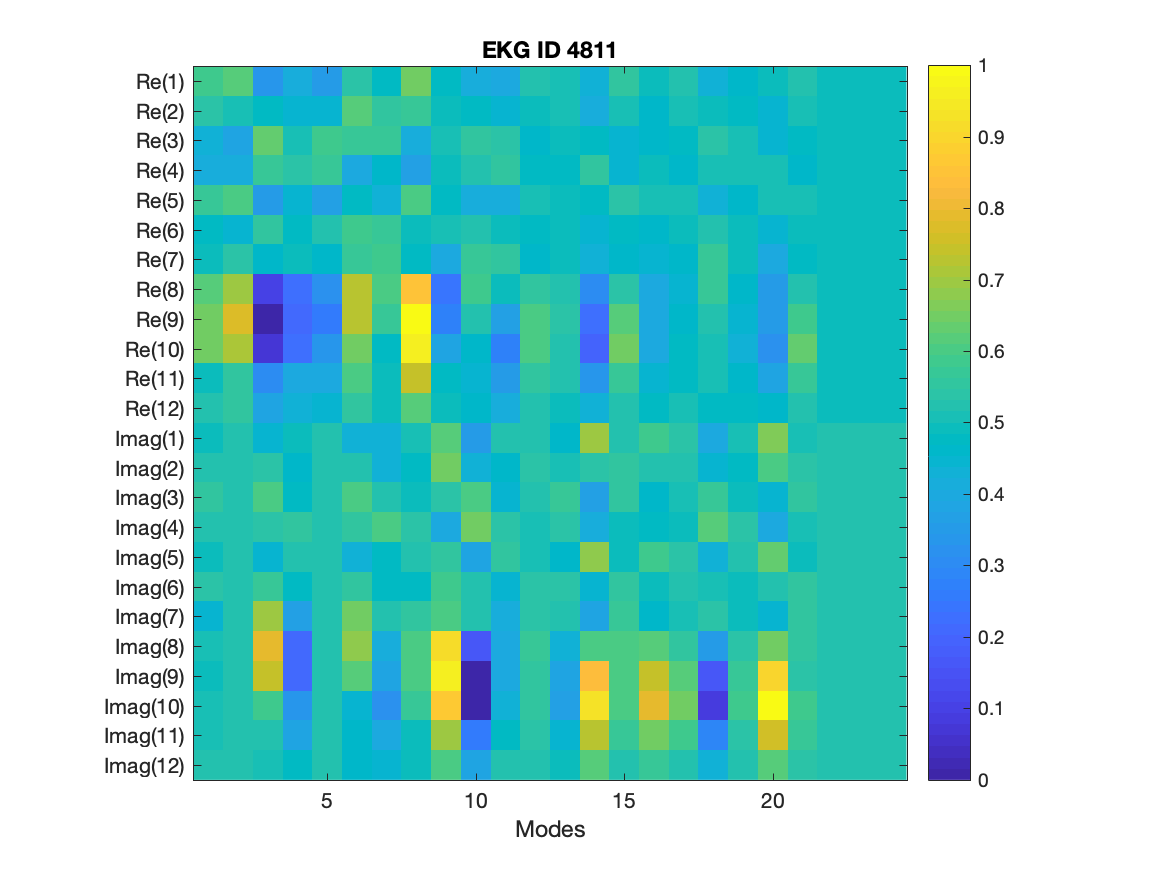 EKG ID 4811
Re(1)
Re(2)
Re(3)
Re(4)
Re(5)
Re(6)
Re(7)
Re(8)
Re(9)
Re(10)
Re(11)
Re(12)
Imag(1)
Imag(2)
Imag(3)
Imag(4)
Imag(5)
Imag(6)
Imag(7)
Imag(8)
Imag(9)
Imag(10)
Imag(11)
Imag(12)
5 10 15 20
Modes
1
0.9
0.8
0.7
0.6
0.5
0.4
0.3
0.2
0.1
0